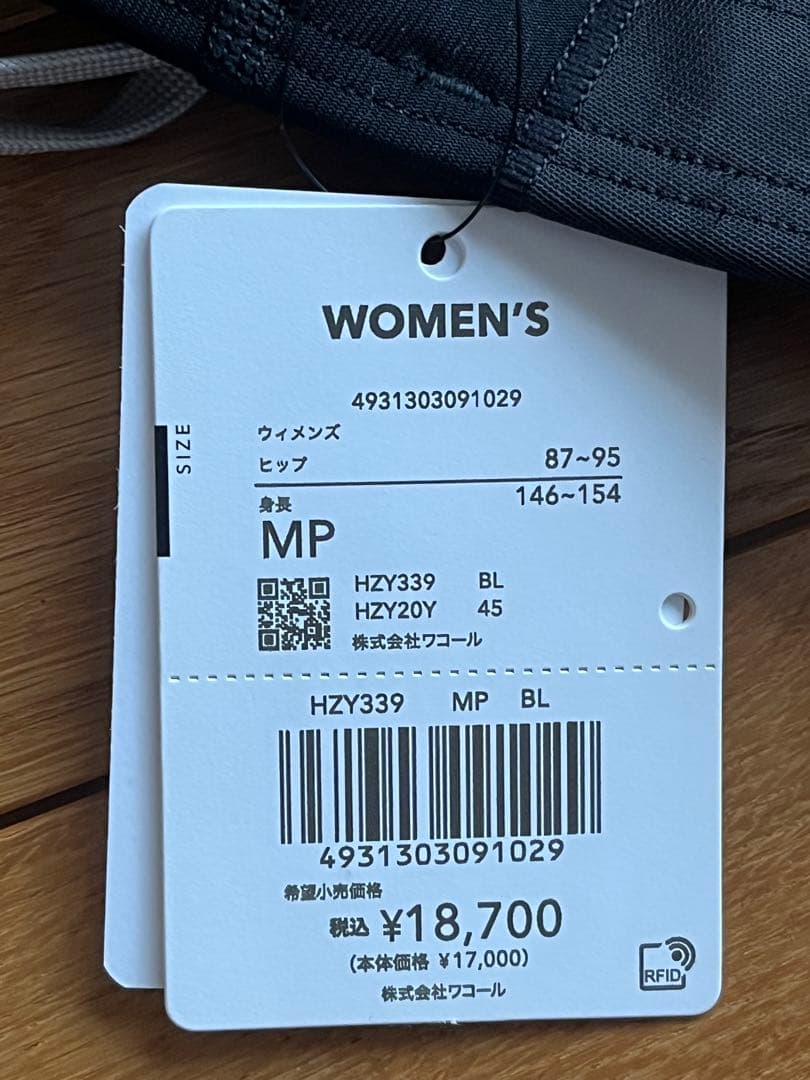 WOMEN'S
4931303091029
SIZE
ウィメンズ
ヒップ 87~95
身長 146~154
MP
HZY339 BL
HZY20Y 45
株式会社ワコール
HZY339 MP BL
4931303091029
希望小売価格
税込 ¥18,700
(本体価格 ¥17,000)
株式会社ワコール
RFID